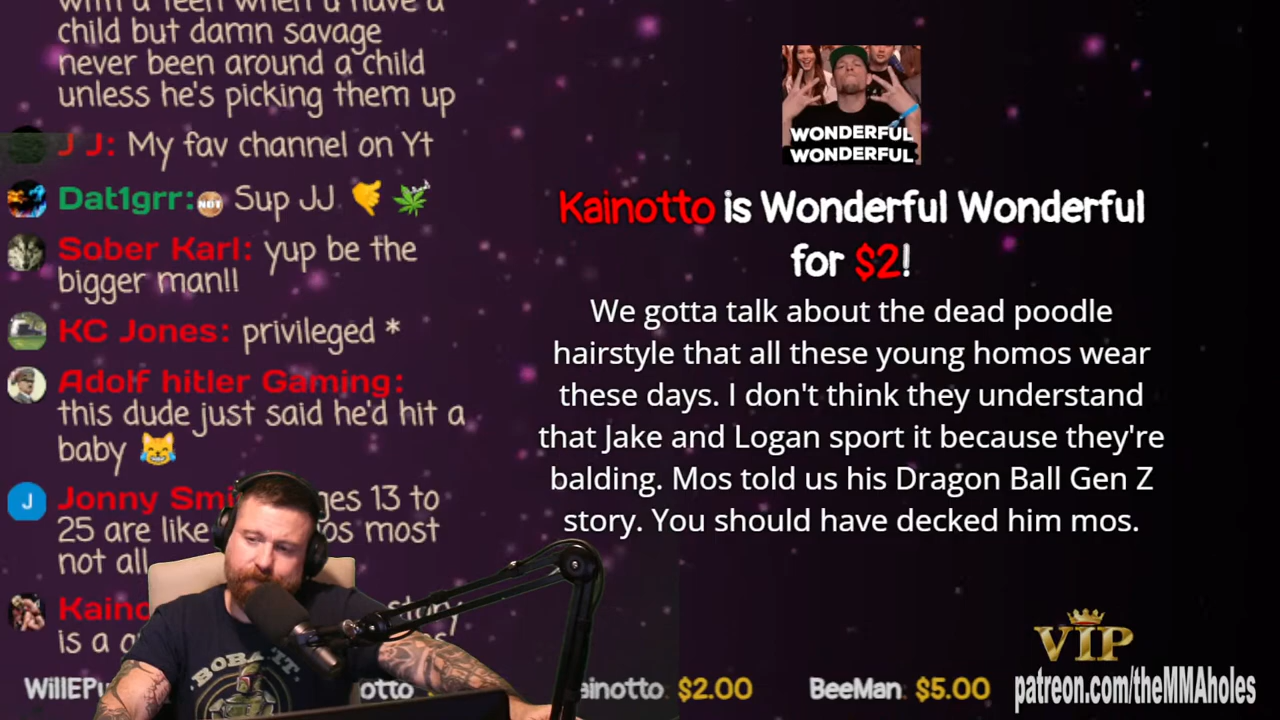 with a teen when u have a
child but damn savage
never been around a child
unless he's picking them up
J J: My fav channel on Yt
Dat1grr: NOT Sup JJ
Sober Karl: yup be the
bigger man!!
KC Jones: privileged *
Adolf hitler Gaming:
this dude just said he'd hit a
baby
J Jonny Smi ges 13 to
25 are like os most
not all
Kaino story
is a
WONDERFUL
WONDERFUL
Kainotto is Wonderful Wonderful
for $2!
We gotta talk about the dead poodle
hairstyle that all these young homos wear
these days. I don't think they understand
that Jake and Logan sport it because they're
balding. Mos told us his Dragon Ball Gen Z
story. You should have decked him mos.
BOBA
VIP
patreon.com/theMMAholes
WillEPu otto ainotto: $2.00 BeeMan: $5.00